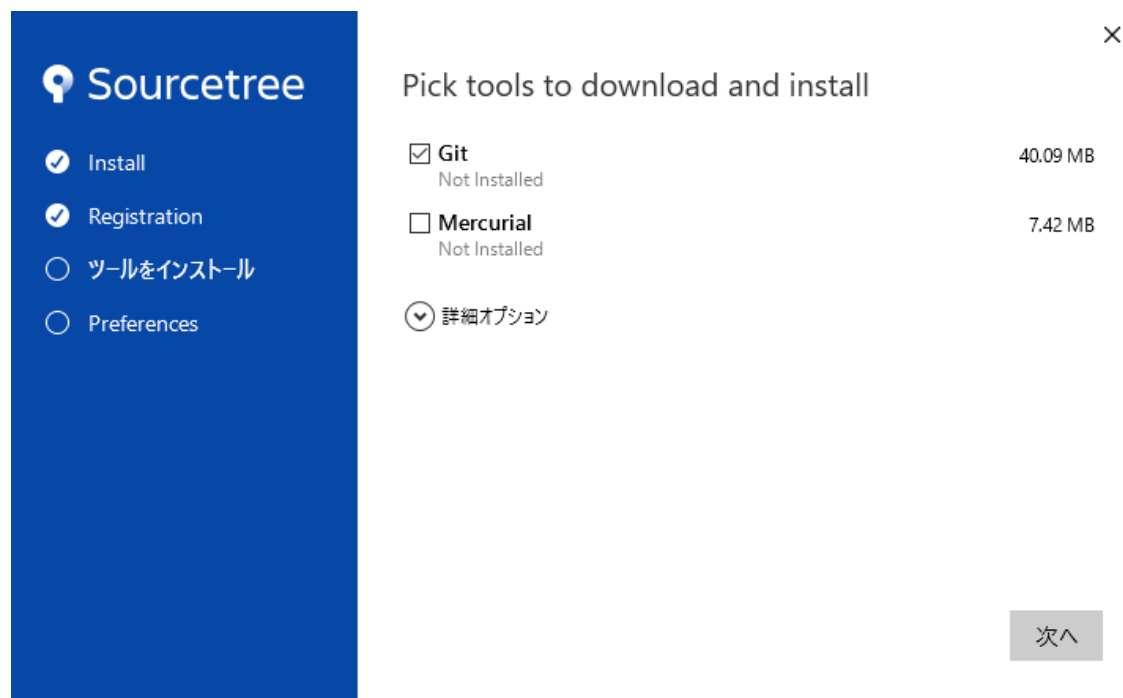 Sourcetree
Install
Registration
ツールをインストール
Preferences
Pick tools to download and install
Git
40.09 MB
Not Installed
Mercurial
7.42 MB
Not Installed
詳細オプション
次へ